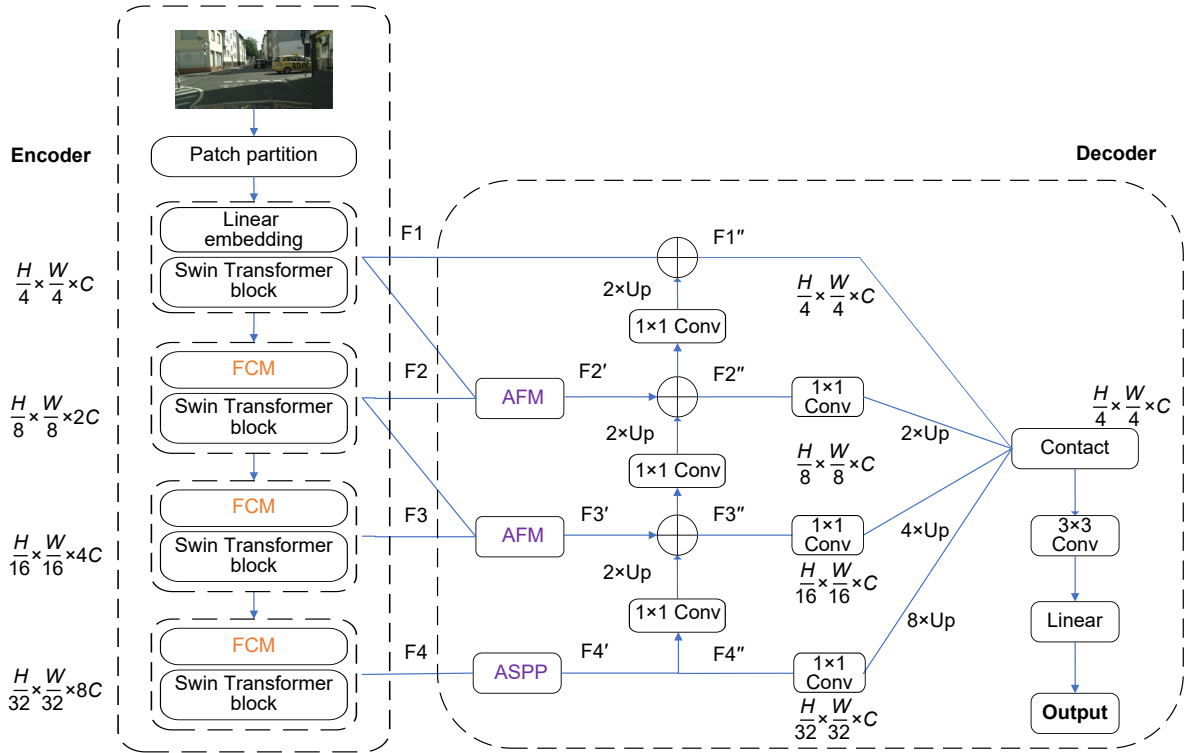 Encoder
Decoder
ADAC
Patch partition
Linear
embedding
Swin Transformer
block
H/4 × W/4 × C
F1
F1″
2×Up
H/4 × W/4 × C
1×1 Conv
FCM
Swin Transformer
block
H/8 × W/8 × 2C
F2
AFM
F2′
F2″
1×1
Conv
2×Up
2×Up
H/8 × W/8 × C
1×1 Conv
H/4 × W/4 × C
Contact
FCM
Swin Transformer
block
H/16 × W/16 × 4C
F3
AFM
F3′
F3″
1×1
Conv
4×Up
3×3
Conv
2×Up
H/16 × W/16 × C
1×1 Conv
8×Up
Linear
FCM
Swin Transformer
block
H/32 × W/32 × 8C
F4
ASPP
F4′
F4″
1×1
Conv
H/32 × W/32 × C
Output